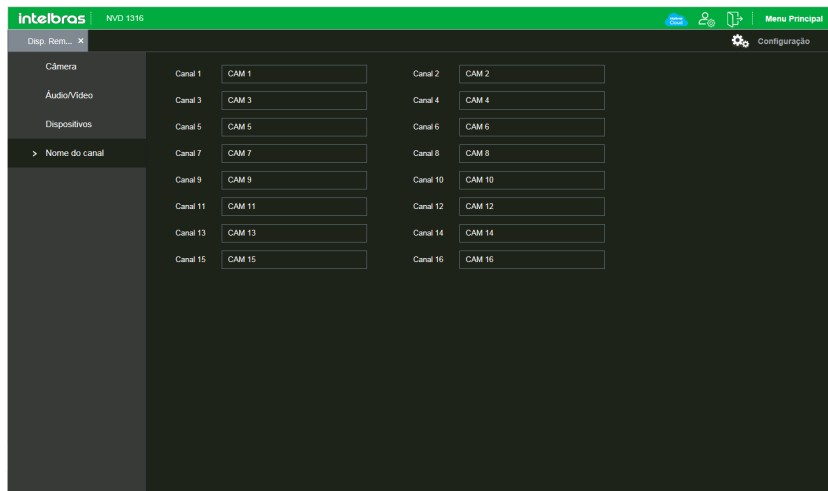 intelbras NVD 1316 Intelbras Cloud Menu Principal
Disp. Rem... × Configuração
Câmera
Áudio/Vídeo
Dispositivos
> Nome do canal
Canal 1 CAM 1 Canal 2 CAM 2
Canal 3 CAM 3 Canal 4 CAM 4
Canal 5 CAM 5 Canal 6 CAM 6
Canal 7 CAM 7 Canal 8 CAM 8
Canal 9 CAM 9 Canal 10 CAM 10
Canal 11 CAM 11 Canal 12 CAM 12
Canal 13 CAM 13 Canal 14 CAM 14
Canal 15 CAM 15 Canal 16 CAM 16